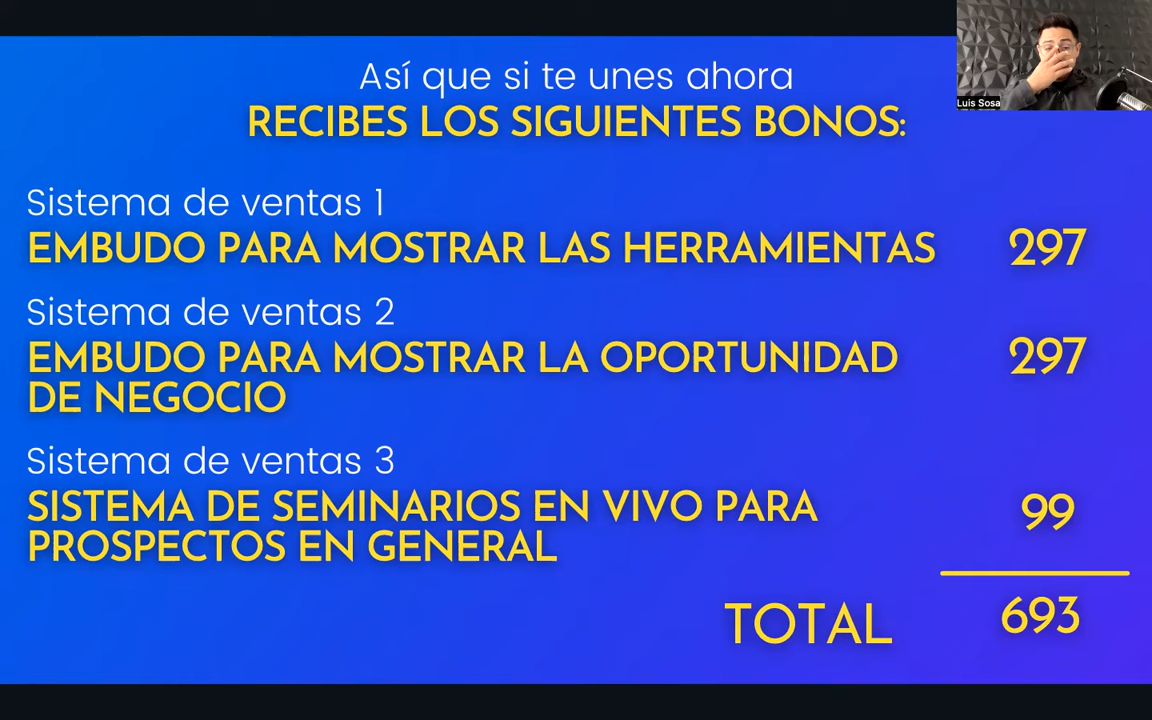 Así que si te unes ahora
RECIBES LOS SIGUIENTES BONOS:
Luis Sosa
Sistema de ventas 1
EMBUDO PARA MOSTRAR LAS HERRAMIENTAS 297
Sistema de ventas 2
EMBUDO PARA MOSTRAR LA OPORTUNIDAD 297
DE NEGOCIO
Sistema de ventas 3
SISTEMA DE SEMINARIOS EN VIVO PARA 99
PROSPECTOS EN GENERAL
TOTAL 693